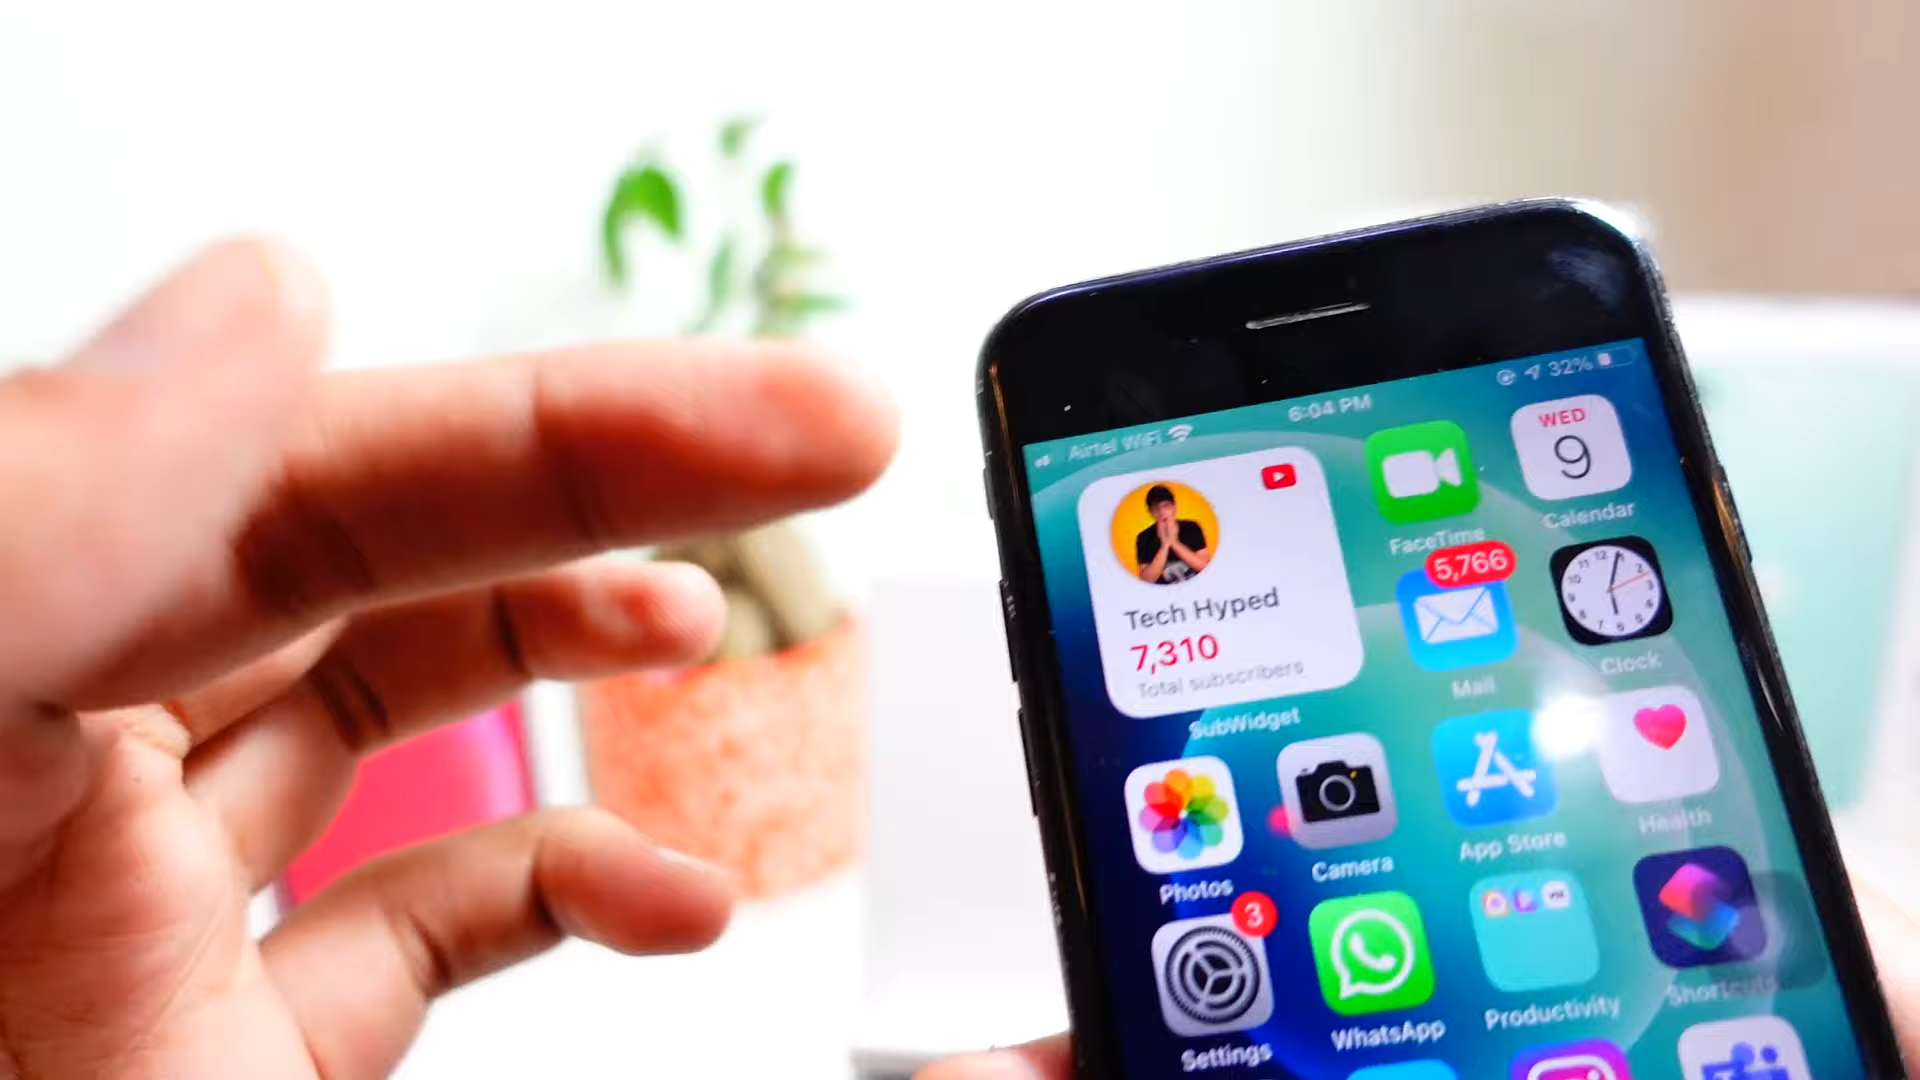 Airtel WiFi
6:04 PM
32%
Tech Hyped
7,310
Total subscribers
SubWidget
FaceTime
WED
9
Calendar
5,766
Mail
Clock
Photos
Camera
App Store
Health
3
Settings
WhatsApp
Productivity
Shortcuts